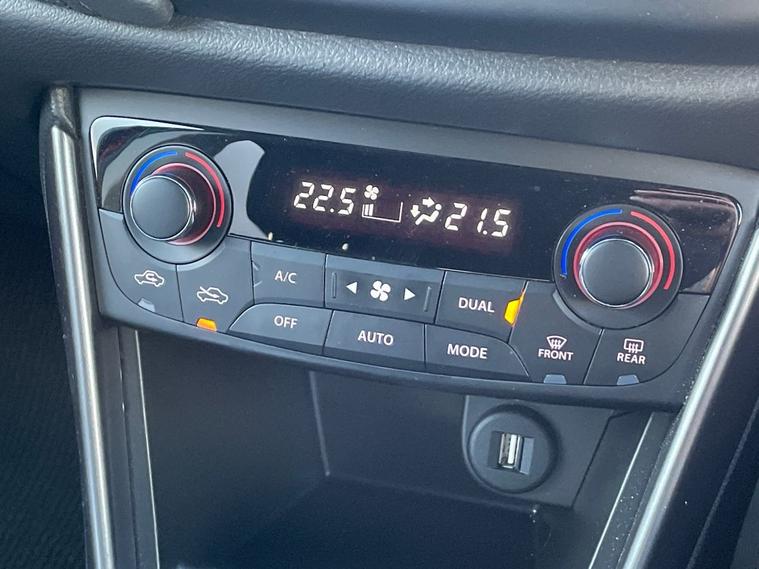 22.5 21.5
A/C
DUAL
OFF
AUTO
MODE
FRONT
REAR